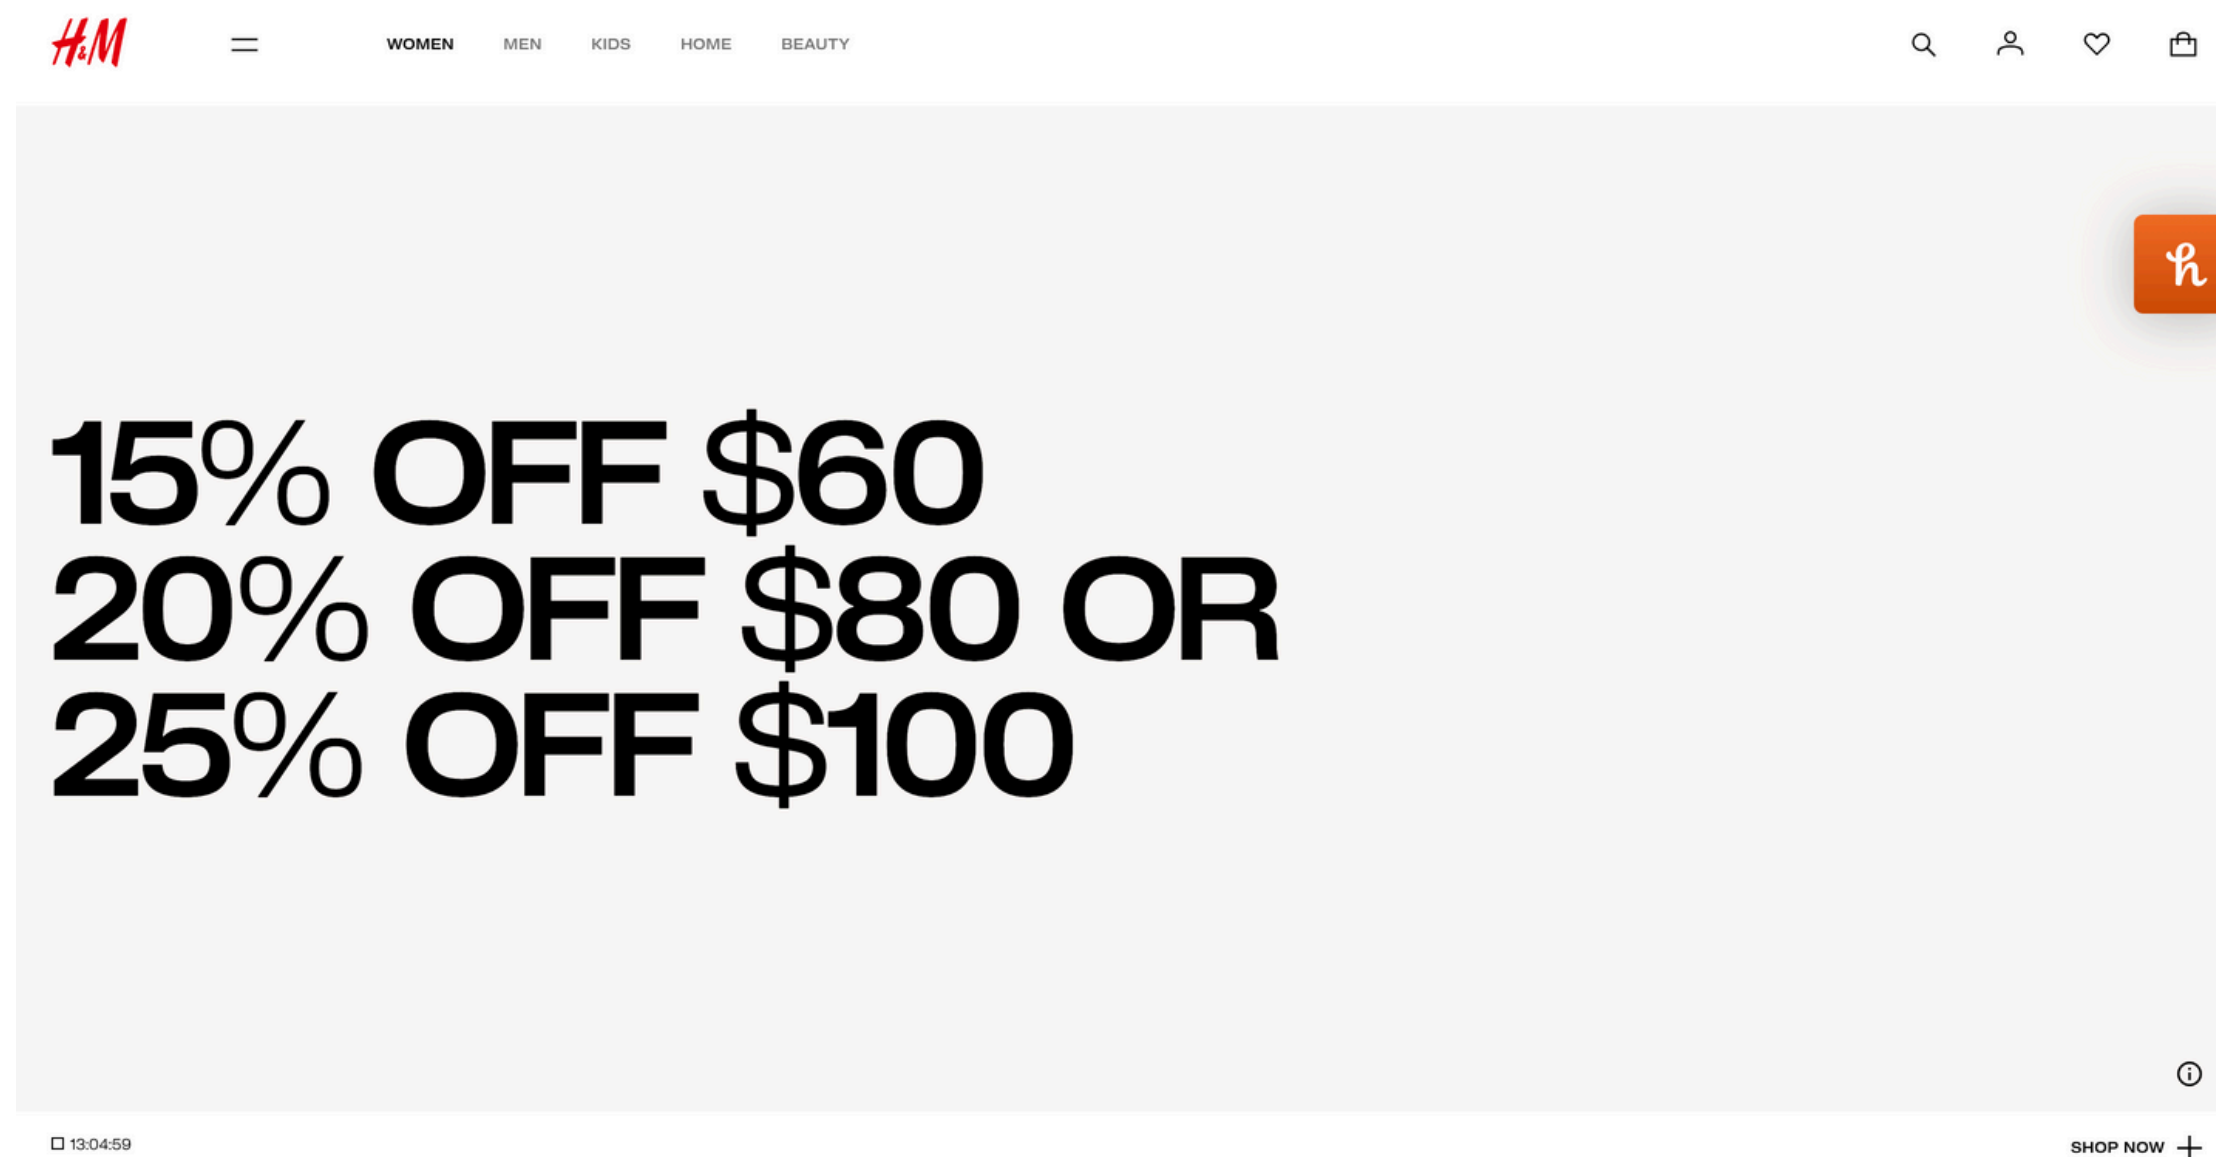 H&M
WOMEN MEN KIDS HOME BEAUTY
h
15% OFF $60
20% OFF $80 OR
25% OFF $100
13:04:59
SHOP NOW